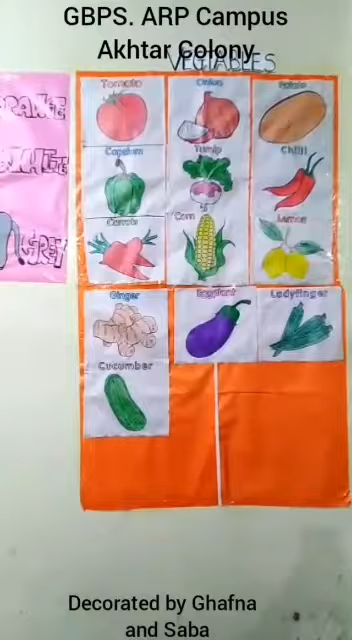 GBPS. ARP Campus
Akhtar Colony
VEGETABLES
Tomato
Onion
Potato
Capsicum
Turnip
Chilli
Carrots
Corn
Lemon
Ginger
Eggplant
Ladyfinger
Cucumber
WHITE
Decorated by Ghafna
and Saba